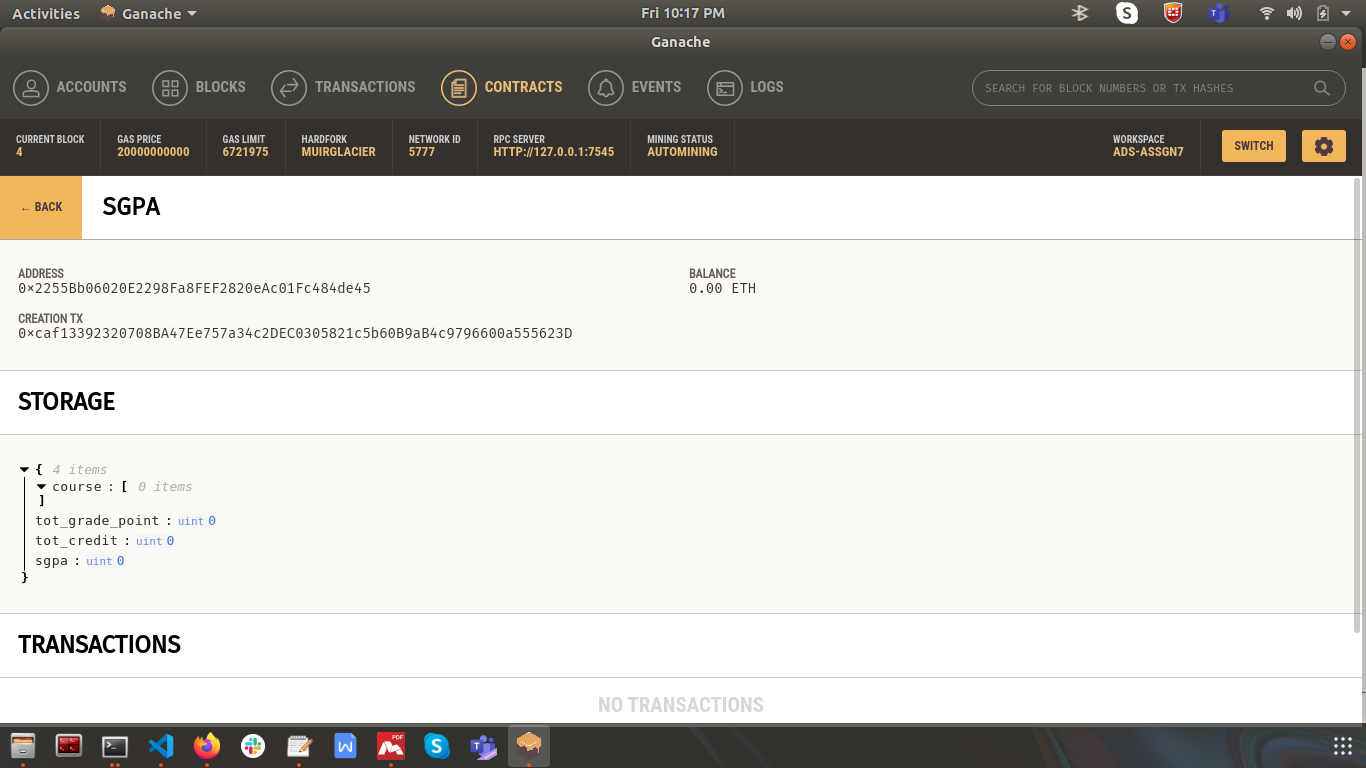 Activities Ganache Fri 10:17 PM
Ganache
ACCOUNTS BLOCKS TRANSACTIONS CONTRACTS EVENTS LOGS SEARCH FOR BLOCK NUMBERS OR TX HASHES
CURRENT BLOCK GAS PRICE GAS LIMIT HARDFORK NETWORK ID RPC SERVER MINING STATUS WORKSPACE
4 20000000000 6721975 MUIRGLACIER 5777 HTTP://127.0.0.1:7545 AUTOMINING ADS-ASSGN7 SWITCH
← BACK SGPA
ADDRESS BALANCE
0×2255Bb06020E2298Fa8FEF2820eAc01Fc484de45 0.00 ETH
CREATION TX
0×caf13392320708BA47Ee757a34c2DEC0305821c5b60B9aB4c9796600a555623D
STORAGE
{ 4 items
course : [ 0 items
]
tot_grade_point : uint 0
tot_credit : uint 0
sgpa : uint 0
}
TRANSACTIONS
NO TRANSACTIONS